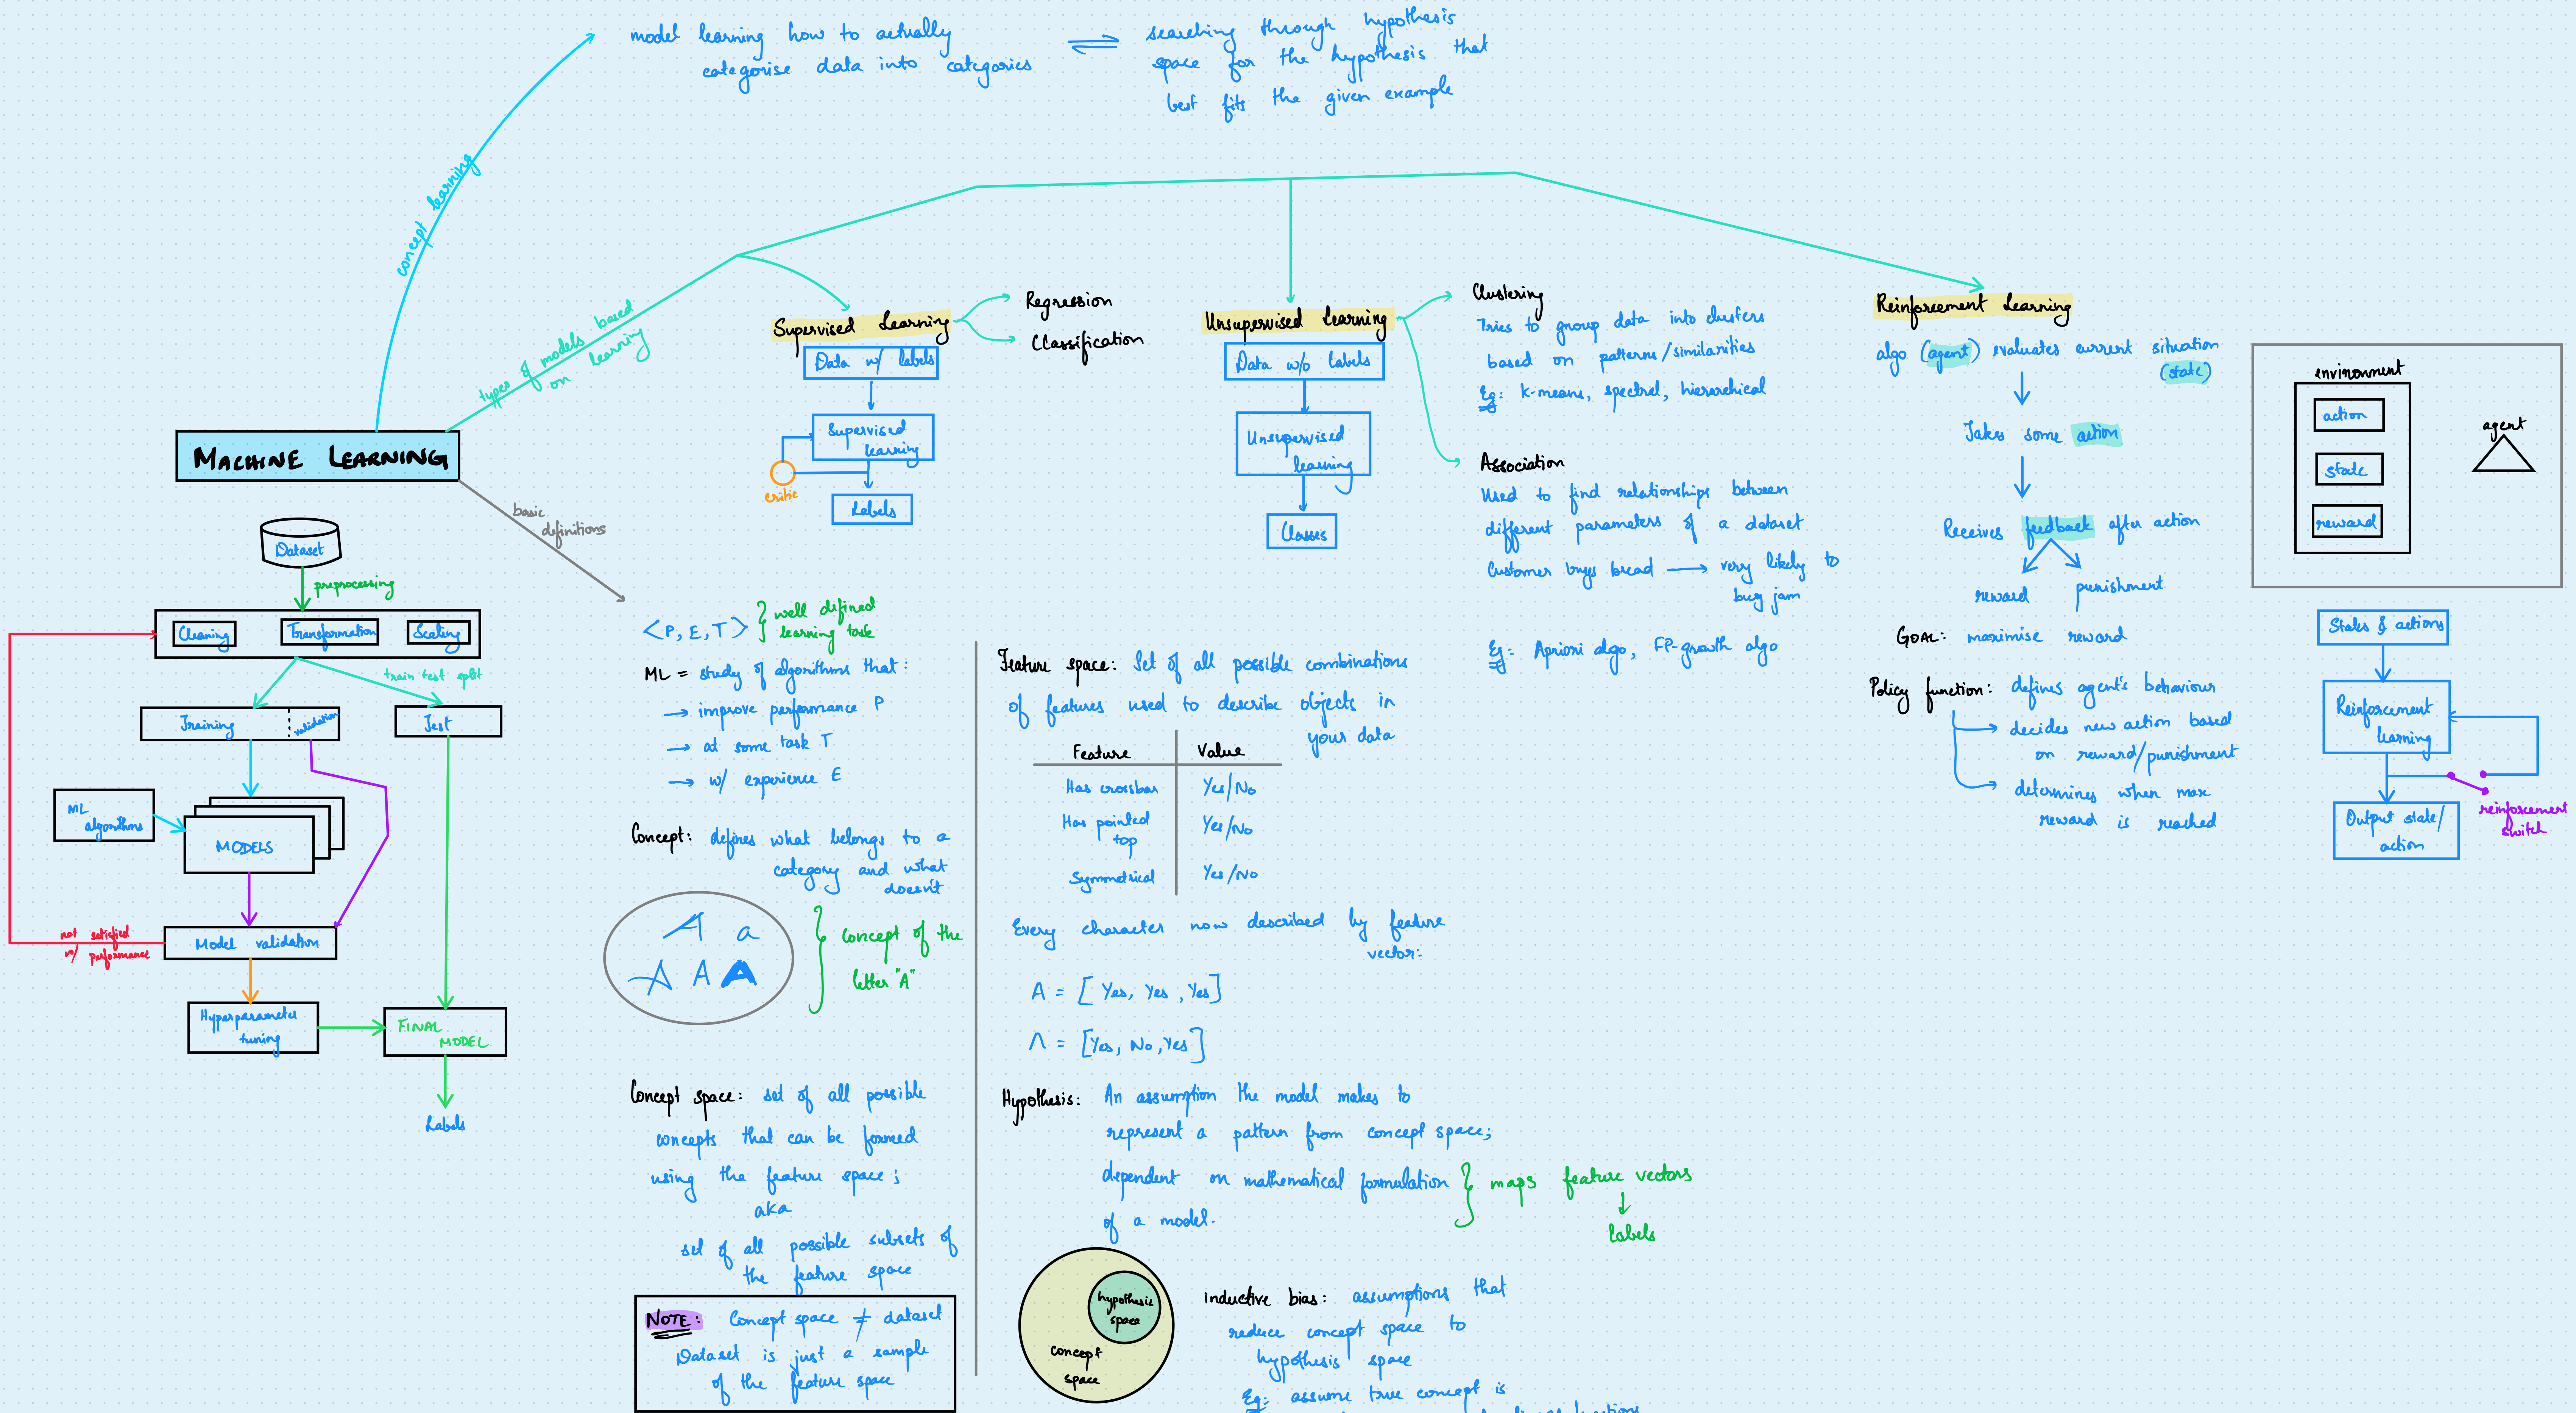 model learning how to actually
categorise data into categories
searching through hypothesis
space for the hypothesis that
best fits the given example
concept learning
types of models based
on learning
MACHINE LEARNING
basic
definitions
Dataset
preprocessing
Cleaning
Transformation
Scaling
train test split
Training
validation
Test
ML
algorithms
MODELS
not satisfied
w/ performance
Model validation
Hyperparameter
tuning
FINAL
MODEL
Labels
Supervised Learning
Regression
Classification
Data w/ labels
Supervised
learning
critic
Labels
Unsupervised Learning
Data w/o labels
Unsupervised
learning
Classes
Clustering
Tries to group data into clusters
based on patterns/similarities
Eg: K-means, spectral, hierarchical
Association
Used to find relationships between
different parameters of a dataset
Customer buys bread → very likely to
buy jam
Eg: Apriori algo, FP-growth algo
Reinforcement Learning
algo (agent) evaluates current situation
(state)
Takes some action
Receives feedback after action
reward
punishment
GOAL: maximise reward
Policy function: defines agent's behaviour
→ decides new action based
on reward/punishment
→ determines when max
reward is reached
environment
action
state
reward
agent
States & actions
Reinforcement
learning
reinforcement
switch
Output state/
action
<P, E, T> } well defined
learning task
ML = study of algorithms that:
→ improve performance P
→ at some task T
→ w/ experience E
Concept: defines what belongs to a
category and what
doesn't
A a
A A A
concept of the
letter "A"
Concept space: set of all possible
concepts that can be formed
using the feature space;
aka
set of all possible subsets of
the feature space
NOTE: Concept space ≠ dataset
Dataset is just a sample
of the feature space
Feature space: Set of all possible combinations
of features used to describe objects in
your data
Feature Value
Has crossbar Yes/No
Has pointed
top Yes/No
Symmetrical Yes/No
Every character now described by feature
vector:
A = [Yes, Yes, Yes]
Λ = [Yes, No, Yes]
Hypothesis: An assumption the model makes to
represent a pattern from concept space;
dependent on mathematical formulation
of a model.
maps feature vectors
↓
labels
hypothesis
space
concept
space
inductive bias: assumptions that
reduce concept space to
hypothesis space
Eg: assume true concept is